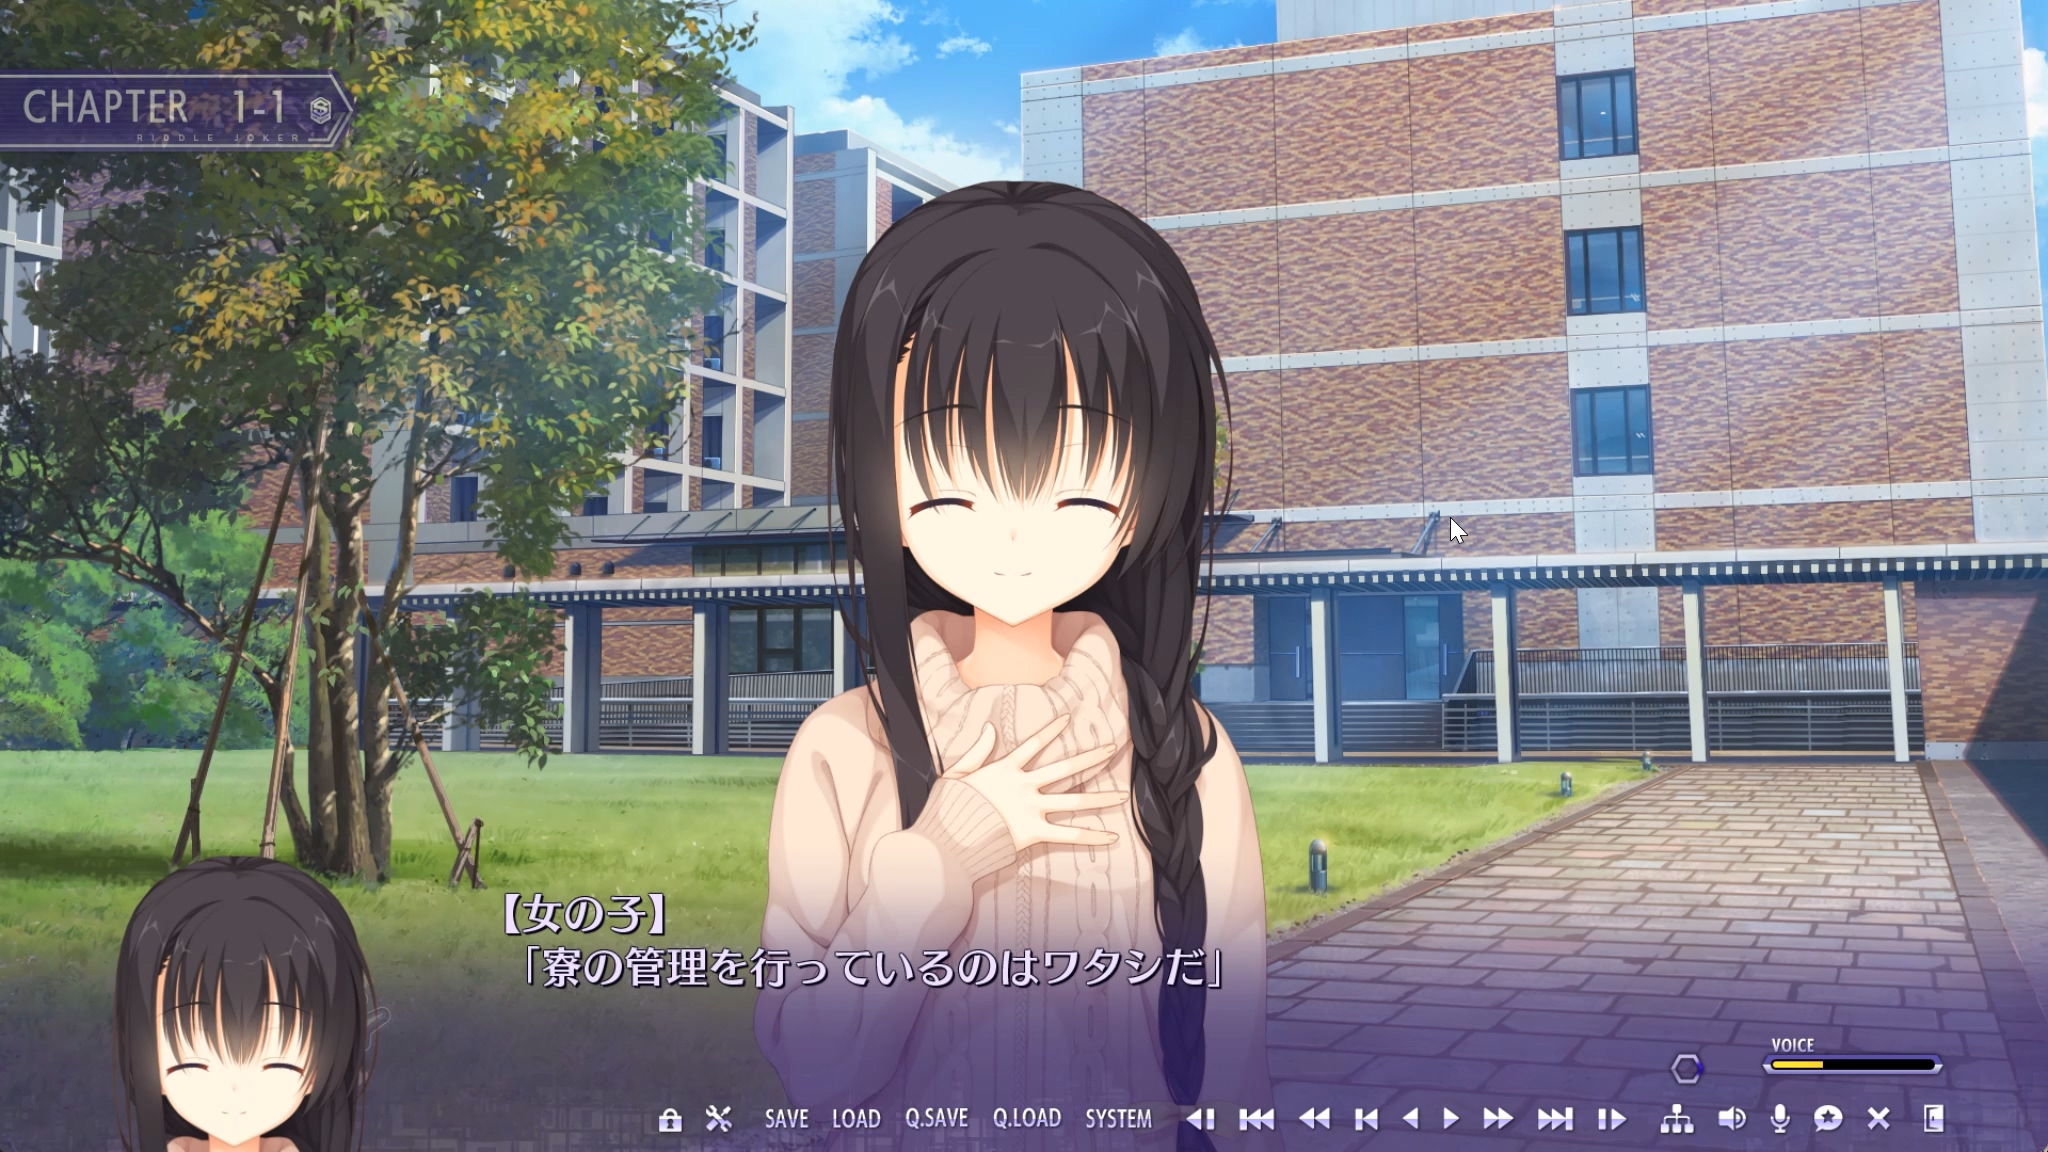 CHAPTER 1-1
RIDDLE JOKER
【女の子】
「寮の管理を行っているのはワタシだ」
VOICE
SAVE LOAD Q.SAVE Q.LOAD SYSTEM